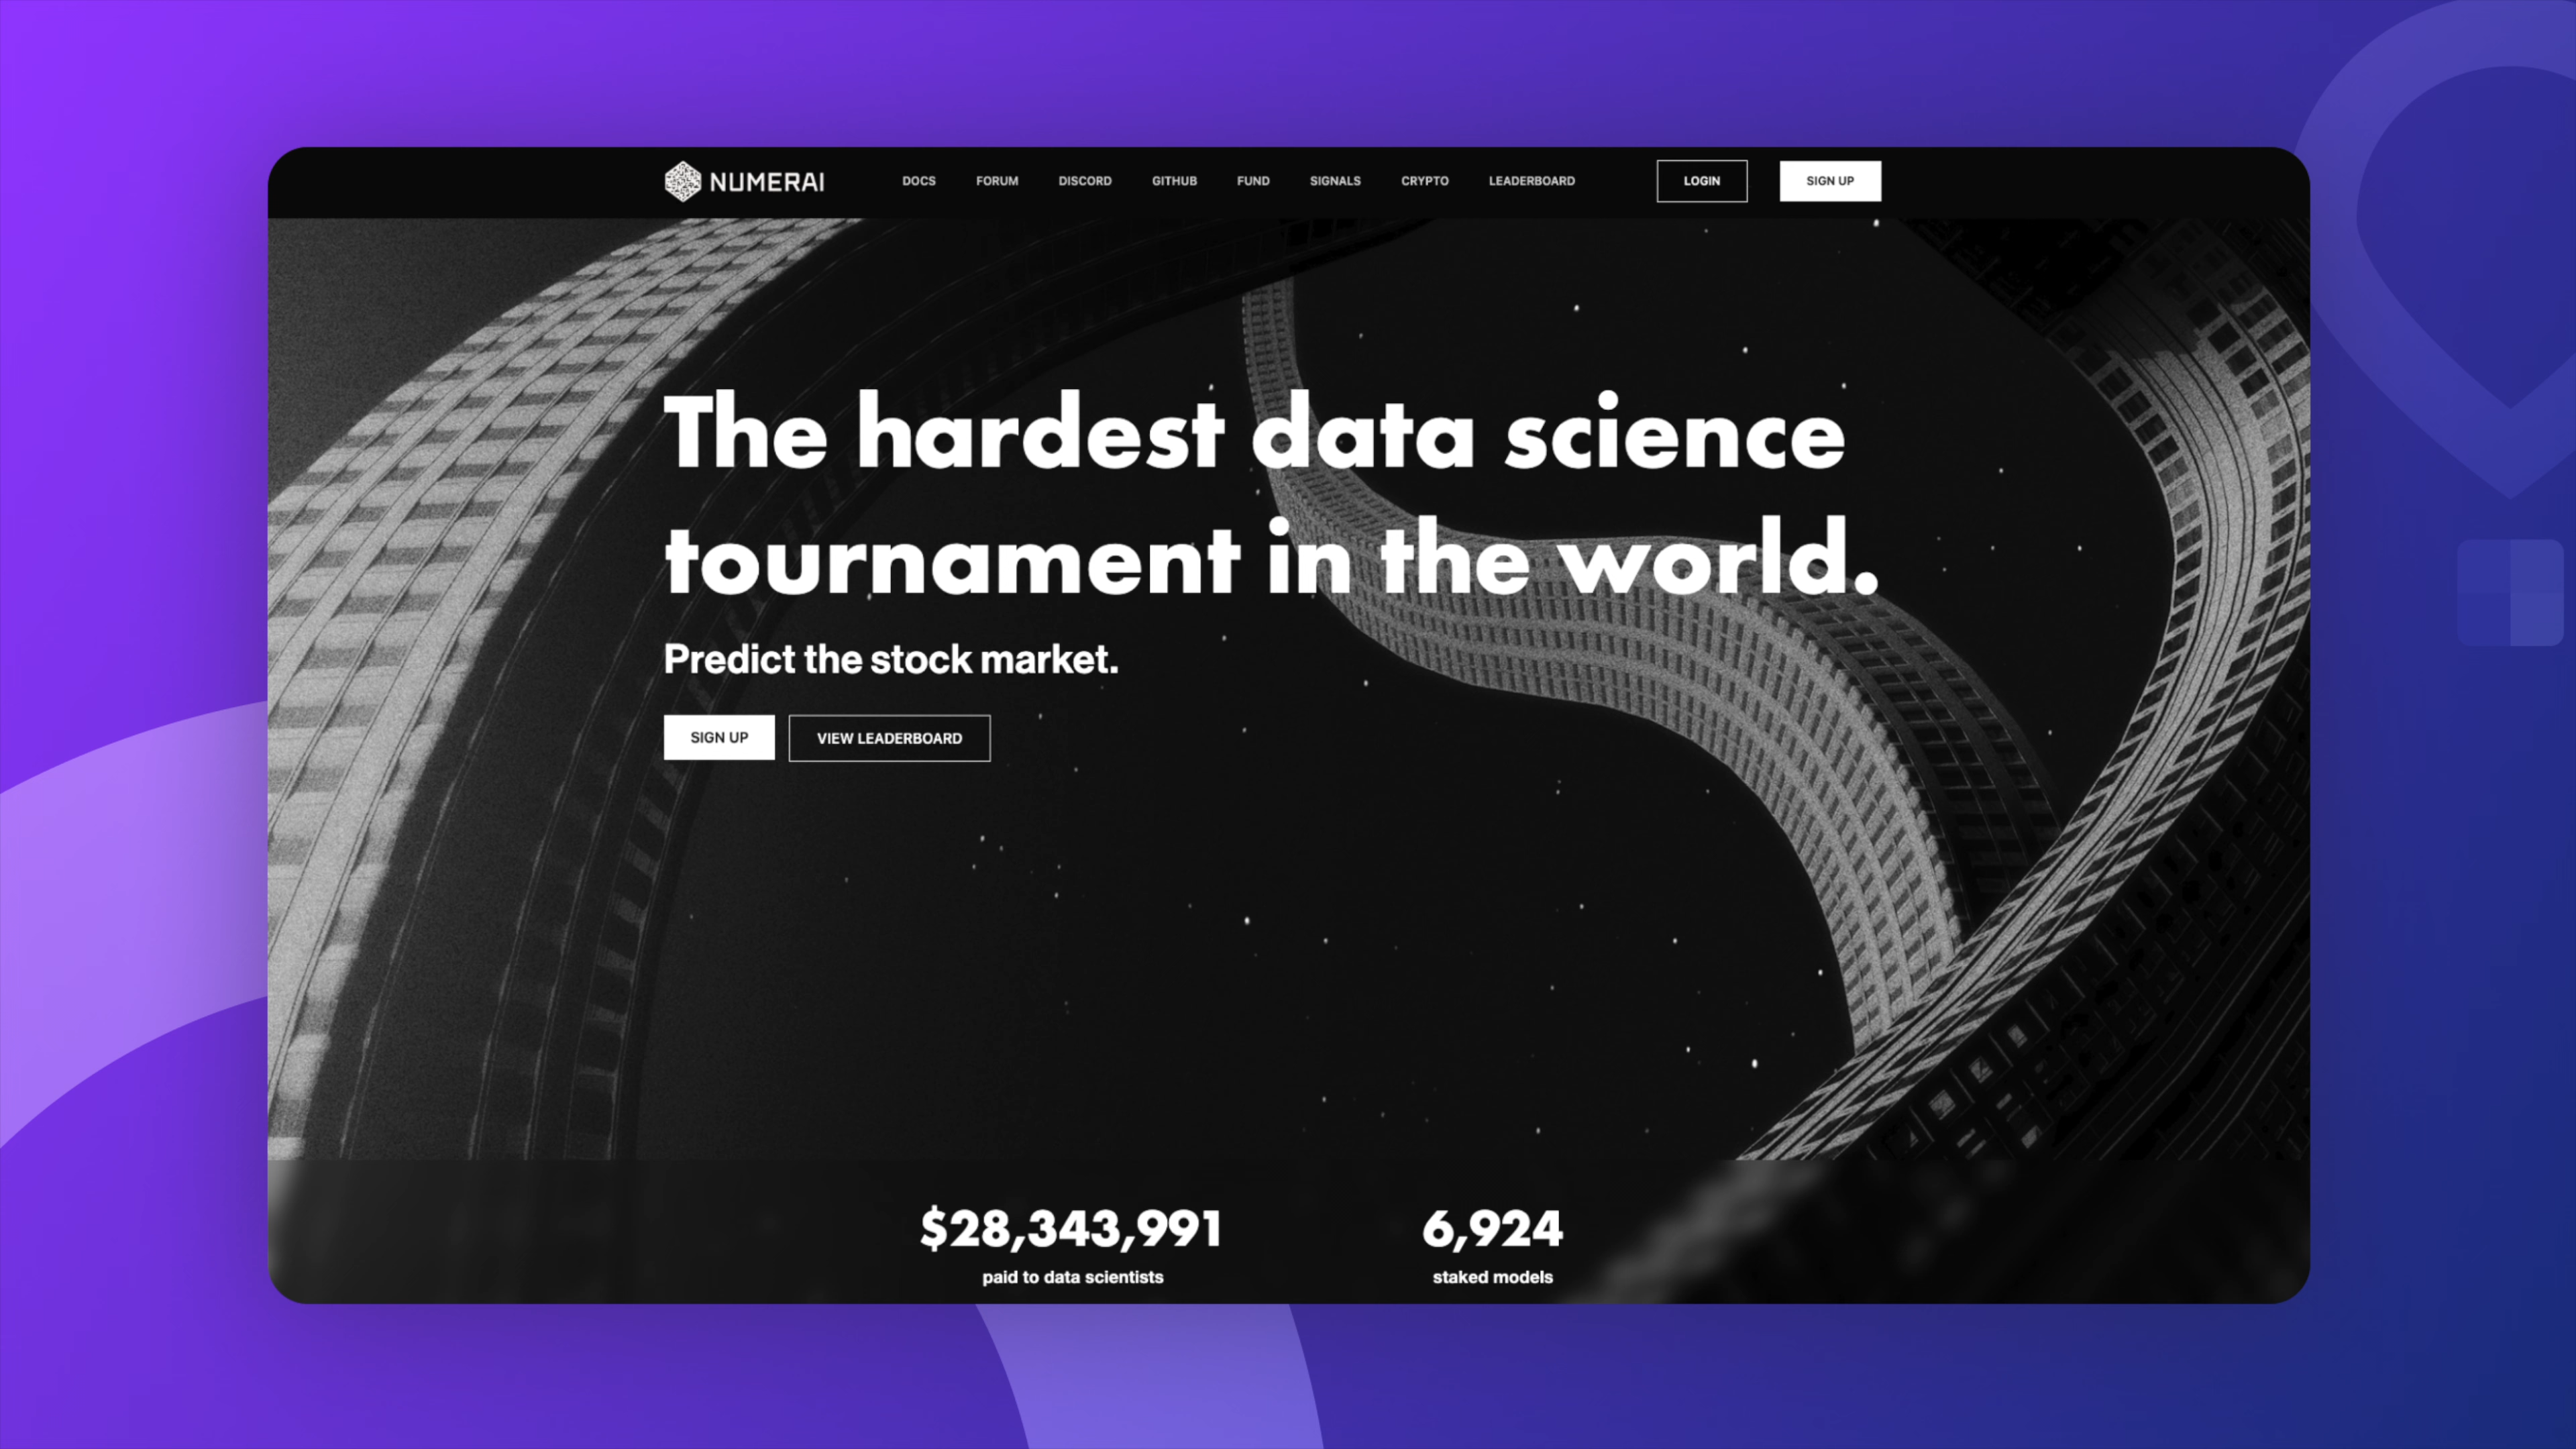 NUMERAI
DOCS FORUM DISCORD GITHUB FUND SIGNALS CRYPTO LEADERBOARD
LOGIN SIGN UP
The hardest data science
tournament in the world.
Predict the stock market.
SIGN UP VIEW LEADERBOARD
$28,343,991 6,924
paid to data scientists staked models